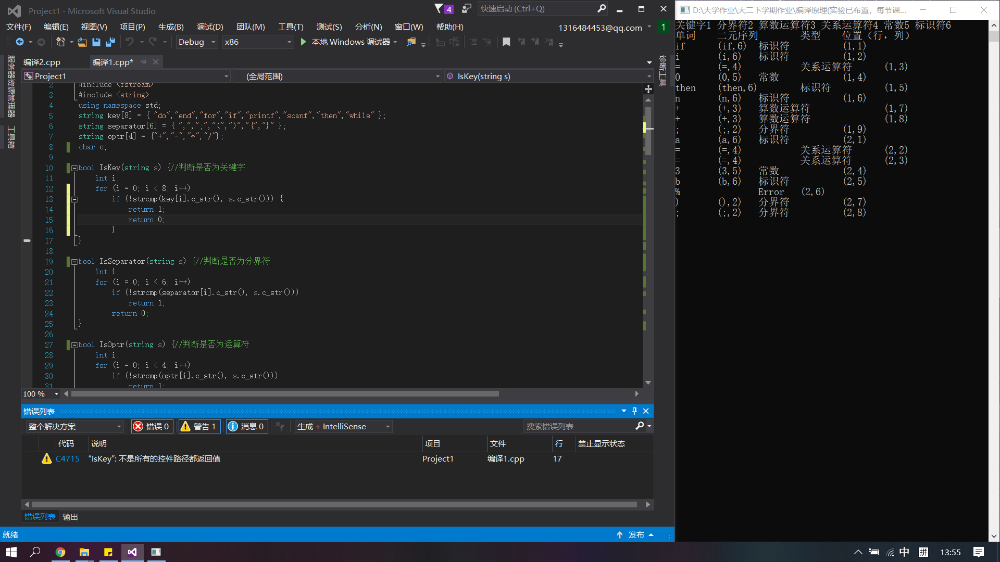 Project1 - Microsoft Visual Studio
4
快速启动 (Ctrl+Q)
文件(F) 编辑(E) 视图(V) 项目(P) 生成(B) 调试(D) 团队(M) 工具(T) 测试(S) 分析(N) 窗口(W) 帮助(H)
1316484453@qq.com 1
Debug x86 本地 Windows 调试器
服务器资源管理器
工具箱
编译2.cpp 编译1.cpp*
Project1 (全局范围) IsKey(string s)
2 #include <fstream>
3 #include <string>
4 using namespace std;
5 string key[8] = { "do","end","for","if","printf","scanf","then","while" };
6 string separator[6] = { ",",";","(",")","{","}" };
7 string optr[4] = {"+","-","*","/"};
8 char c;
9
10 bool IsKey(string s) {//判断是否为关键字
11 int i;
12 for (i = 0; i < 8; i++)
13 if (!strcmp(key[i].c_str(), s.c_str())) {
14 return 1;
15 return 0;
16 }
17 }
18
19 bool IsSeparator(string s) {//判断是否为分界符
20 int i;
21 for (i = 0; i < 6; i++)
22 if (!strcmp(separator[i].c_str(), s.c_str()))
23 return 1;
24 return 0;
25 }
26
27 bool IsOptr(string s) {//判断是否为运算符
28 int i;
29 for (i = 0; i < 4; i++)
30 if (!strcmp(optr[i].c_str(), s.c_str()))
31 return 1;
100 %
诊断工具
错误列表
整个解决方案 错误 0 警告 1 消息 0 生成 + IntelliSense 搜索错误列表
代码 说明 项目 文件 行 禁止显示状态
C4715 “IsKey”: 不是所有的控件路径都返回值 Project1 编译1.cpp 17
错误列表 输出
就绪 发布
D:\大学作业\大二下学期作业\编译原理(实验已布置，每节课...
关键字1 分界符2 算数运算符3 关系运算符4 常数5 标识符6
单词 二元序列 类型 位置（行，列）
if (if,6) 标识符 (1,1)
i (i,6) 标识符 (1,2)
= (=,4) 关系运算符 (1,3)
0 (0,5) 常数 (1,4)
then (then,6) 标识符 (1,5)
n (n,6) 标识符 (1,6)
+ (+,3) 算数运算符 (1,7)
+ (+,3) 算数运算符 (1,8)
; (;,2) 分界符 (1,9)
a (a,6) 标识符 (2,1)
= (=,4) 关系运算符 (2,2)
= (=,4) 关系运算符 (2,3)
3 (3,5) 常数 (2,4)
b (b,6) 标识符 (2,5)
% Error (2,6)
) (),2) 分界符 (2,7)
; (;,2) 分界符 (2,8)
中 拼 13:55